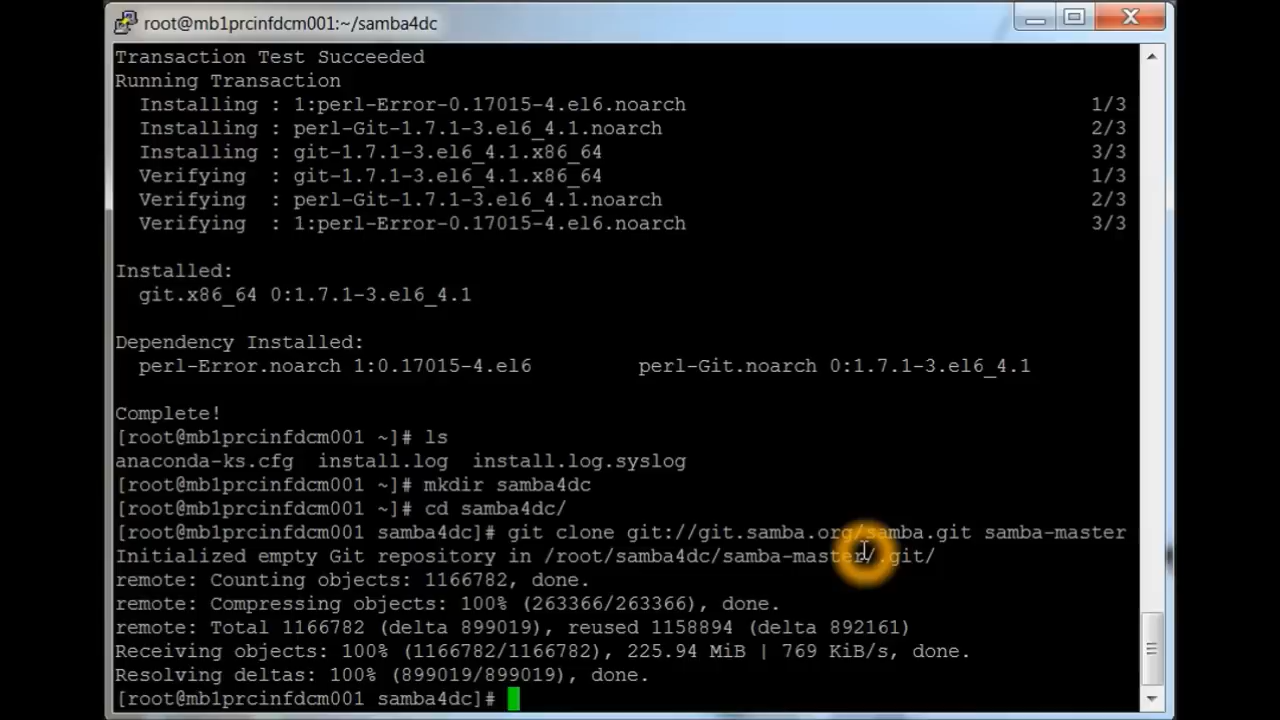 root@mb1prcinfdcm001:~/samba4dc
Transaction Test Succeeded
Running Transaction
  Installing : 1:perl-Error-0.17015-4.el6.noarch 1/3
  Installing : perl-Git-1.7.1-3.el6_4.1.noarch 2/3
  Installing : git-1.7.1-3.el6_4.1.x86_64 3/3
  Verifying  : git-1.7.1-3.el6_4.1.x86_64 1/3
  Verifying  : perl-Git-1.7.1-3.el6_4.1.noarch 2/3
  Verifying  : 1:perl-Error-0.17015-4.el6.noarch 3/3
Installed:
  git.x86_64 0:1.7.1-3.el6_4.1
Dependency Installed:
  perl-Error.noarch 1:0.17015-4.el6 perl-Git.noarch 0:1.7.1-3.el6_4.1
Complete!
[root@mb1prcinfdcm001 ~]# ls
anaconda-ks.cfg  install.log  install.log.syslog
[root@mb1prcinfdcm001 ~]# mkdir samba4dc
[root@mb1prcinfdcm001 ~]# cd samba4dc/
[root@mb1prcinfdcm001 samba4dc]# git clone git://git.samba.org/samba.git samba-master
Initialized empty Git repository in /root/samba4dc/samba-master/.git/
remote: Counting objects: 1166782, done.
remote: Compressing objects: 100% (263366/263366), done.
remote: Total 1166782 (delta 899019), reused 1158894 (delta 892161)
Receiving objects: 100% (1166782/1166782), 225.94 MiB | 769 KiB/s, done.
Resolving deltas: 100% (899019/899019), done.
[root@mb1prcinfdcm001 samba4dc]#